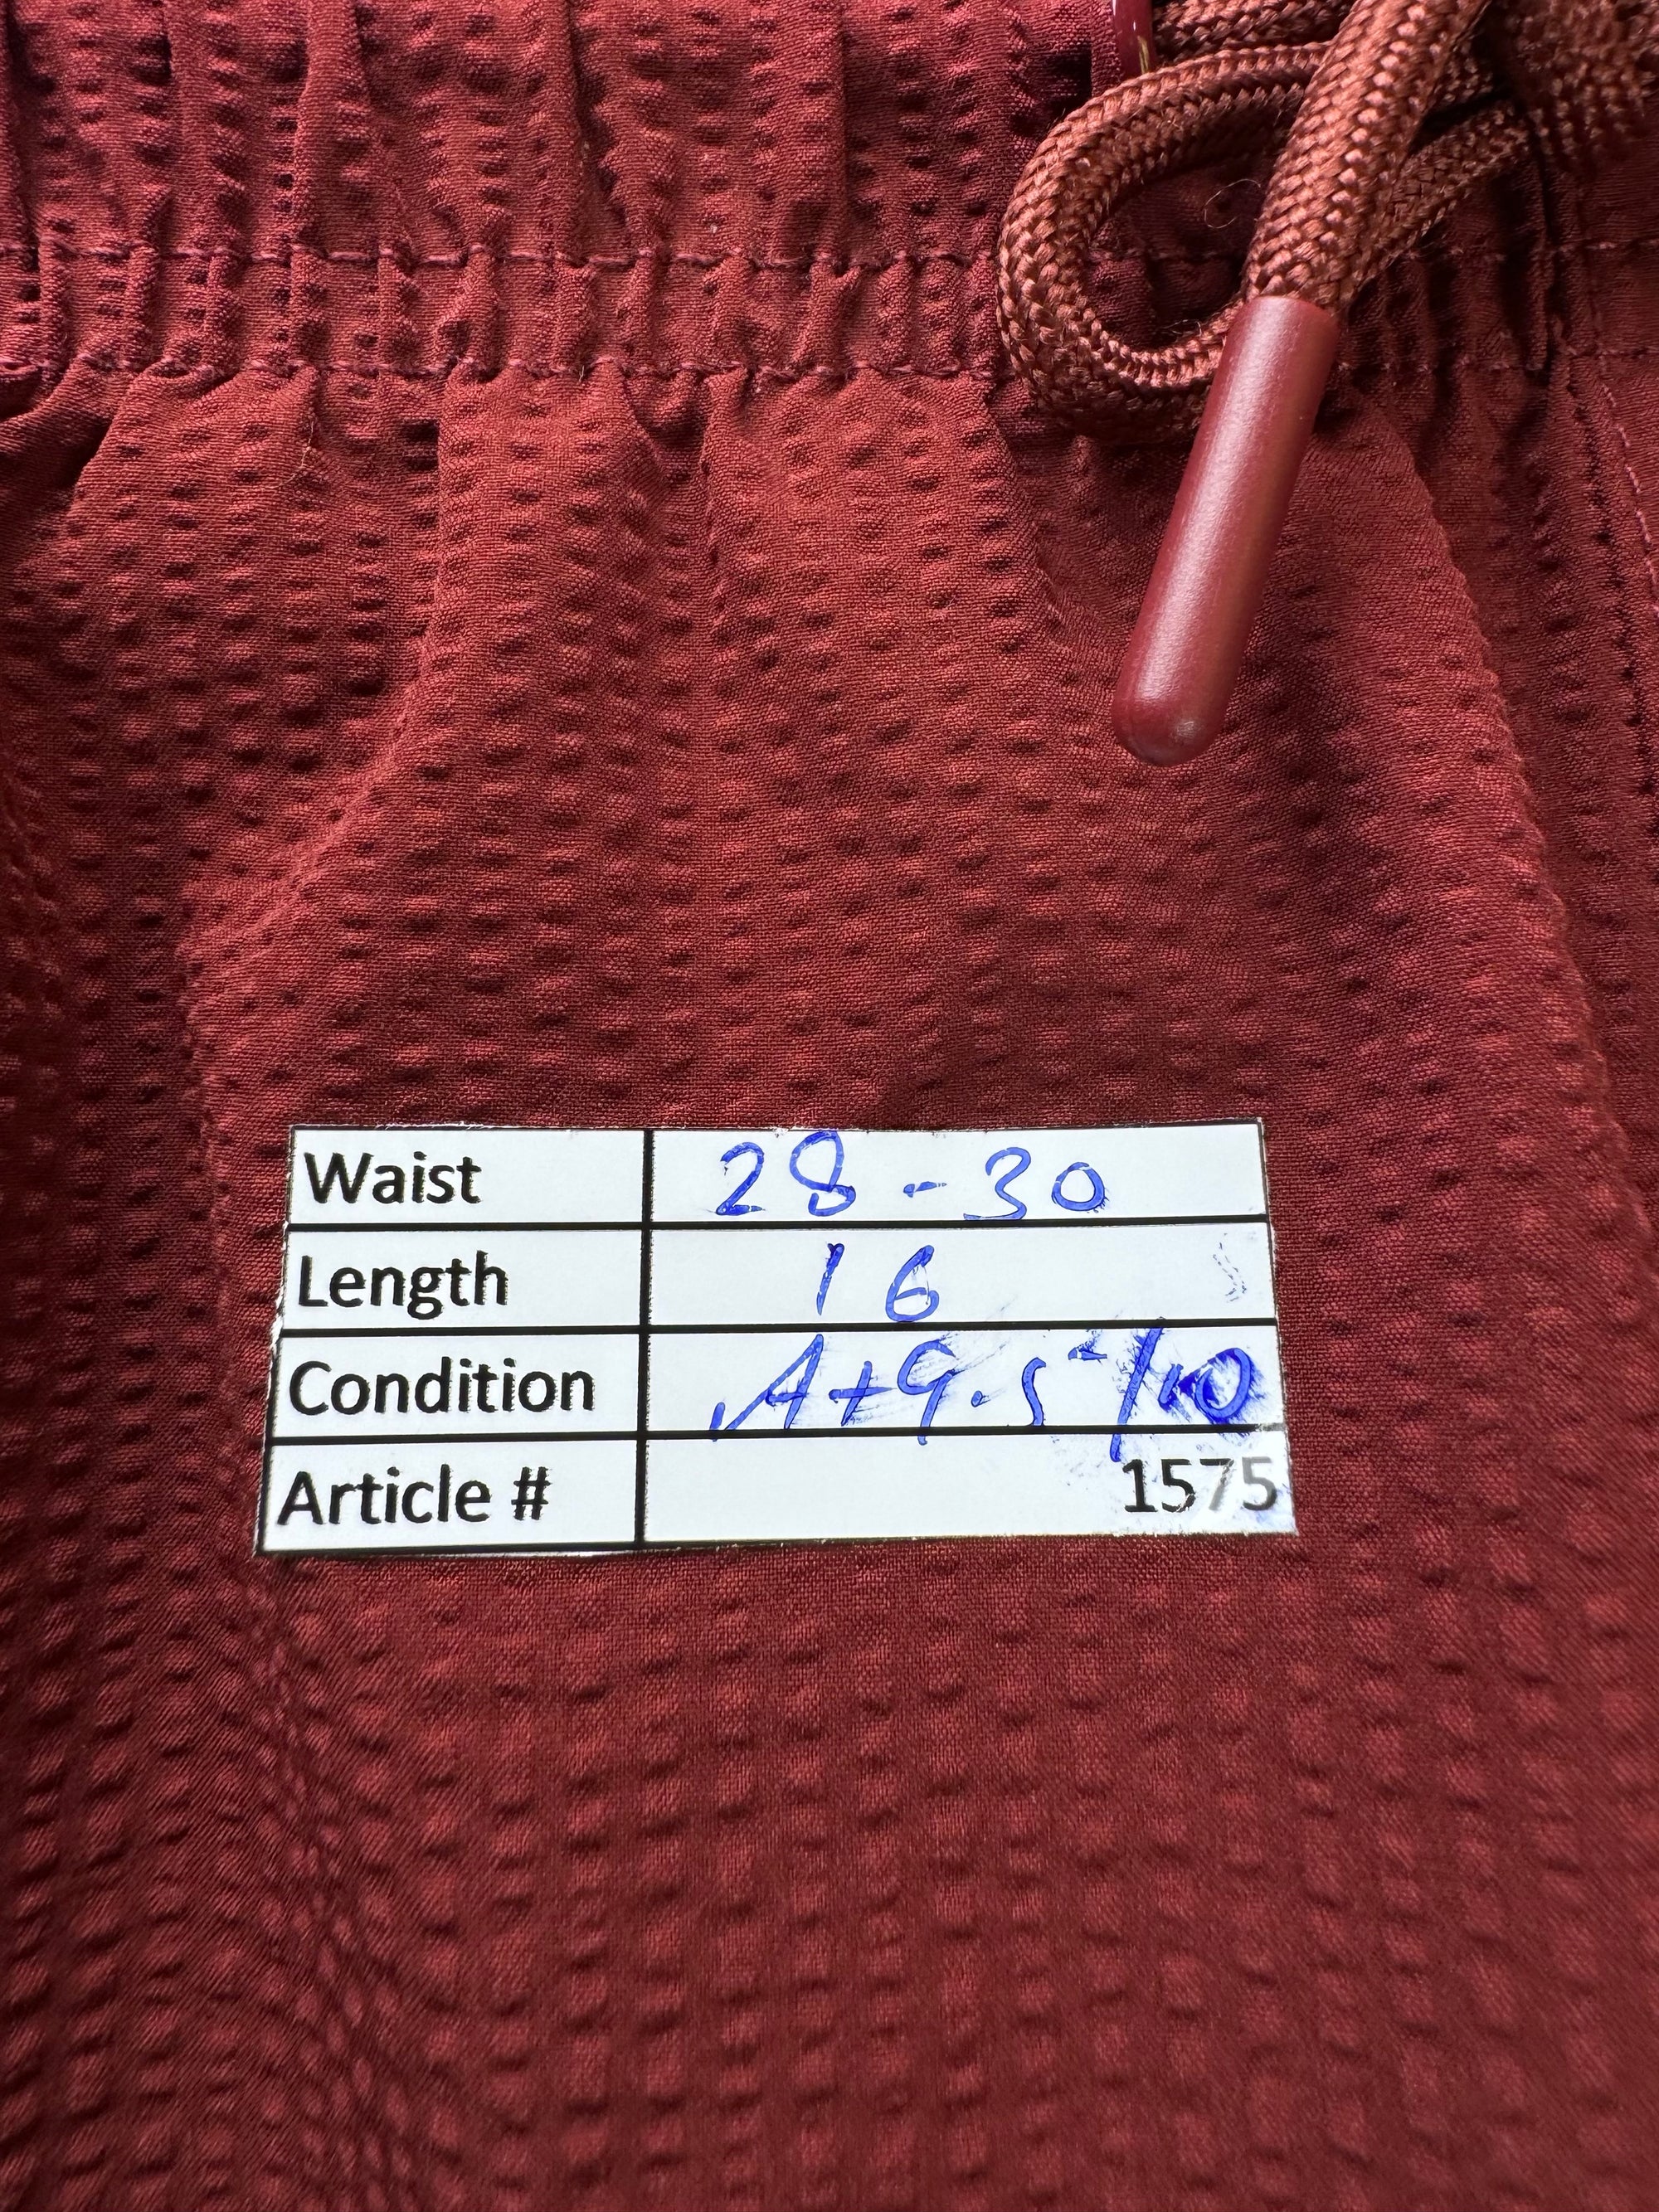 Waist 28-30
Length 16
Condition A+ 9.5/10
Article # 1575